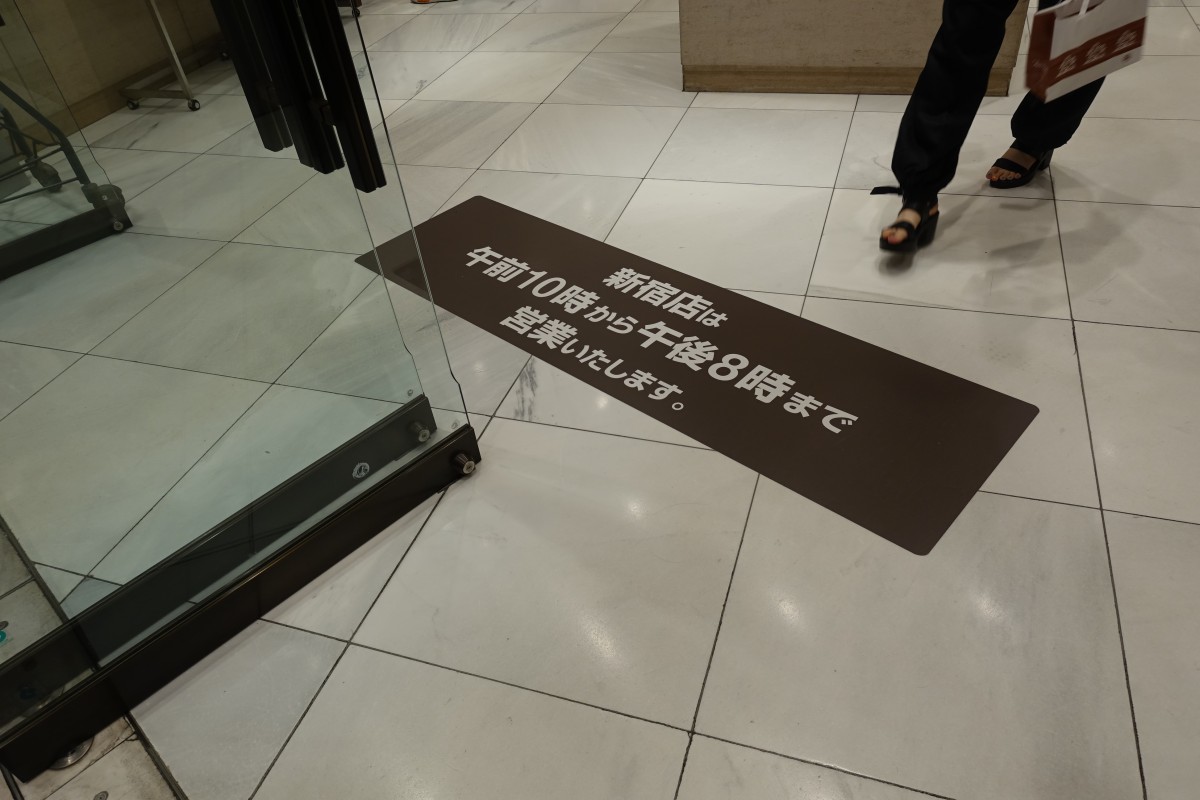 新宿店は
午前10時から午後8時まで
営業いたします。